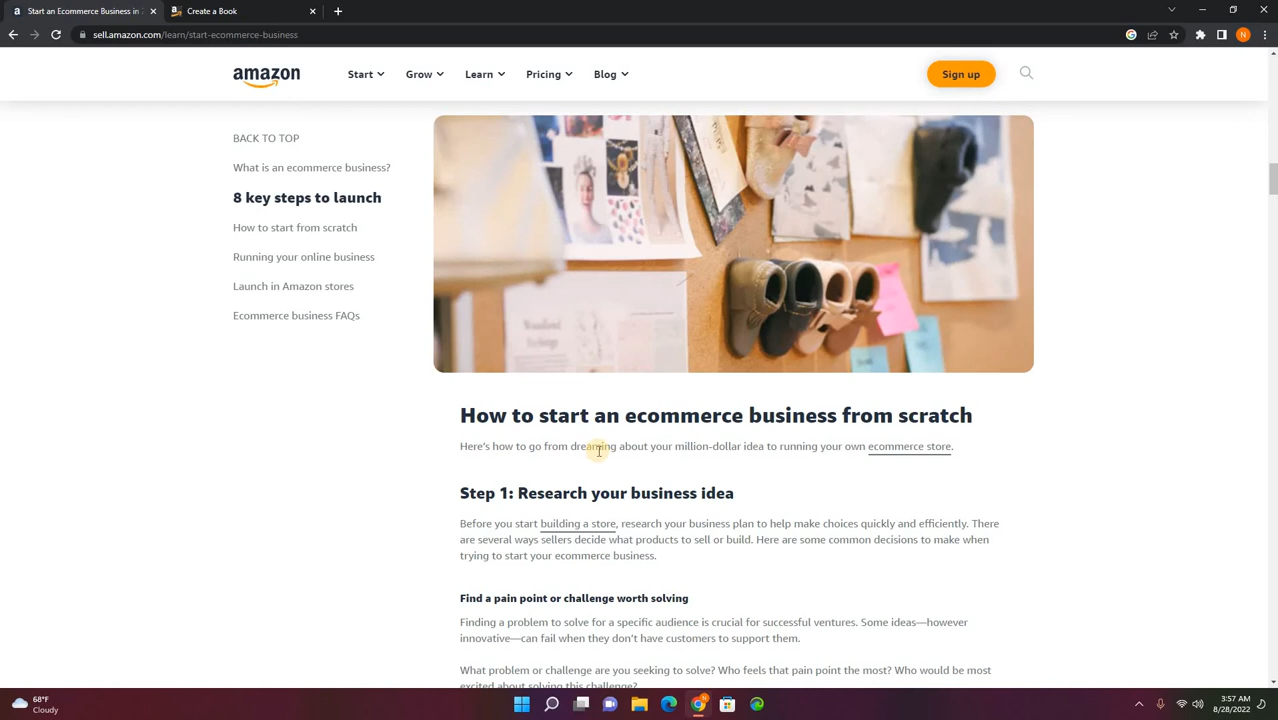 Start an Ecommerce Business in
Create a Book
sell.amazon.com/learn/start-ecommerce-business
N
amazon
Start
Grow
Learn
Pricing
Blog
Sign up
BACK TO TOP
What is an ecommerce business?
8 key steps to launch
How to start from scratch
Running your online business
Launch in Amazon stores
Ecommerce business FAQs
How to start an ecommerce business from scratch
Here's how to go from dreaming about your million-dollar idea to running your own ecommerce store.
Step 1: Research your business idea
Before you start building a store, research your business plan to help make choices quickly and efficiently. There
are several ways sellers decide what products to sell or build. Here are some common decisions to make when
trying to start your ecommerce business.
Find a pain point or challenge worth solving
Finding a problem to solve for a specific audience is crucial for successful ventures. Some ideas—however
innovative—can fail when they don't have customers to support them.
What problem or challenge are you seeking to solve? Who feels that pain point the most? Who would be most
excited about solving this challenge?
68°F
Cloudy
3:57 AM
8/28/2022